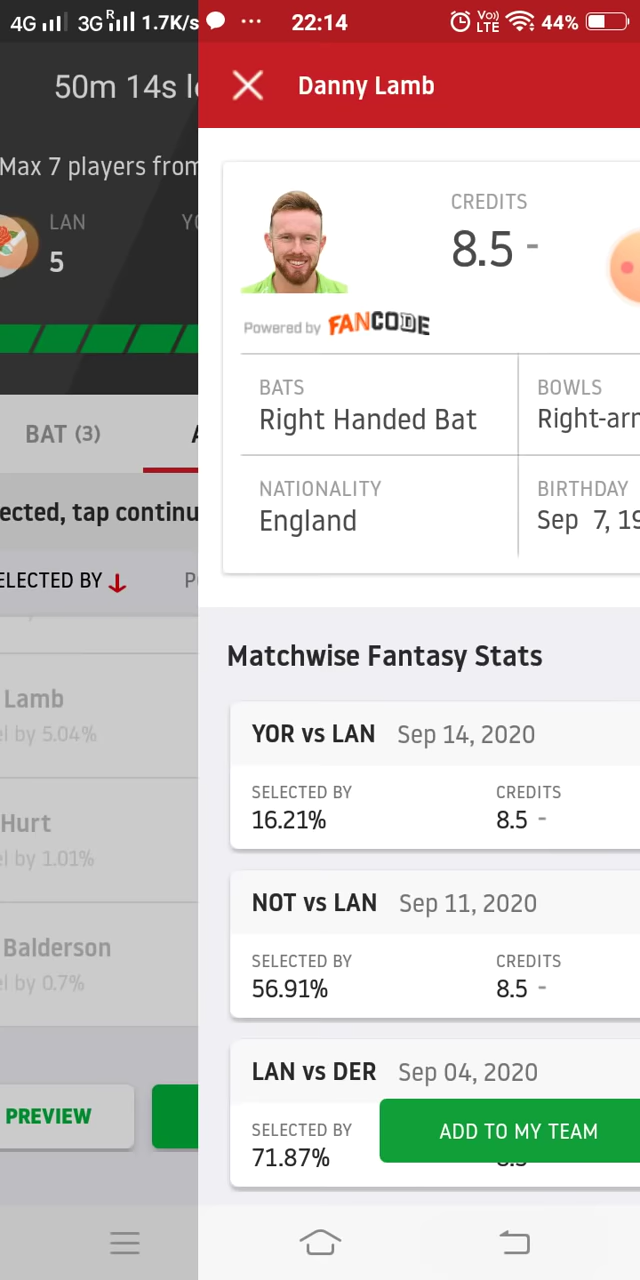 4G 3G R 1.7K/s ... 22:14 Vo) LTE 44%
50m 14s
Max 7 players from
LAN
5
BAT (3)
ected, tap continu
ELECTED BY
Lamb
el by 5.04%
Hurt
el by 1.01%
Balderson
el by 0.7%
PREVIEW
Danny Lamb
CREDITS
8.5 -
Powered by FANCODE
BATS
Right Handed Bat
BOWLS
Right-arm
NATIONALITY
England
BIRTHDAY
Sep 7, 19
Matchwise Fantasy Stats
YOR vs LAN Sep 14, 2020
SELECTED BY CREDITS
16.21% 8.5 -
NOT vs LAN Sep 11, 2020
SELECTED BY CREDITS
56.91% 8.5 -
LAN vs DER Sep 04, 2020
SELECTED BY
71.87%
ADD TO MY TEAM